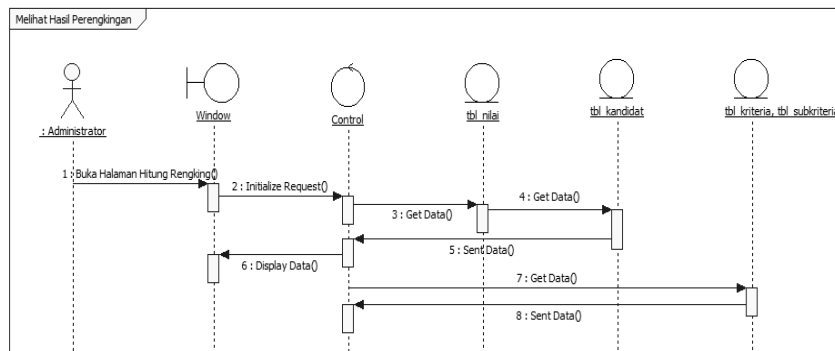 Melihat Hasil Perengkingan
: Administrator
Window
Control
tbl_nilai
tbl_kandidat
tbl_kriteria, tbl_subkriteria
1 : Buka Halaman Hitung Rengking()
2 : Initialize Request()
3 : Get Data()
4 : Get Data()
5 : Sent Data()
6 : Display Data()
7 : Get Data()
8 : Sent Data()